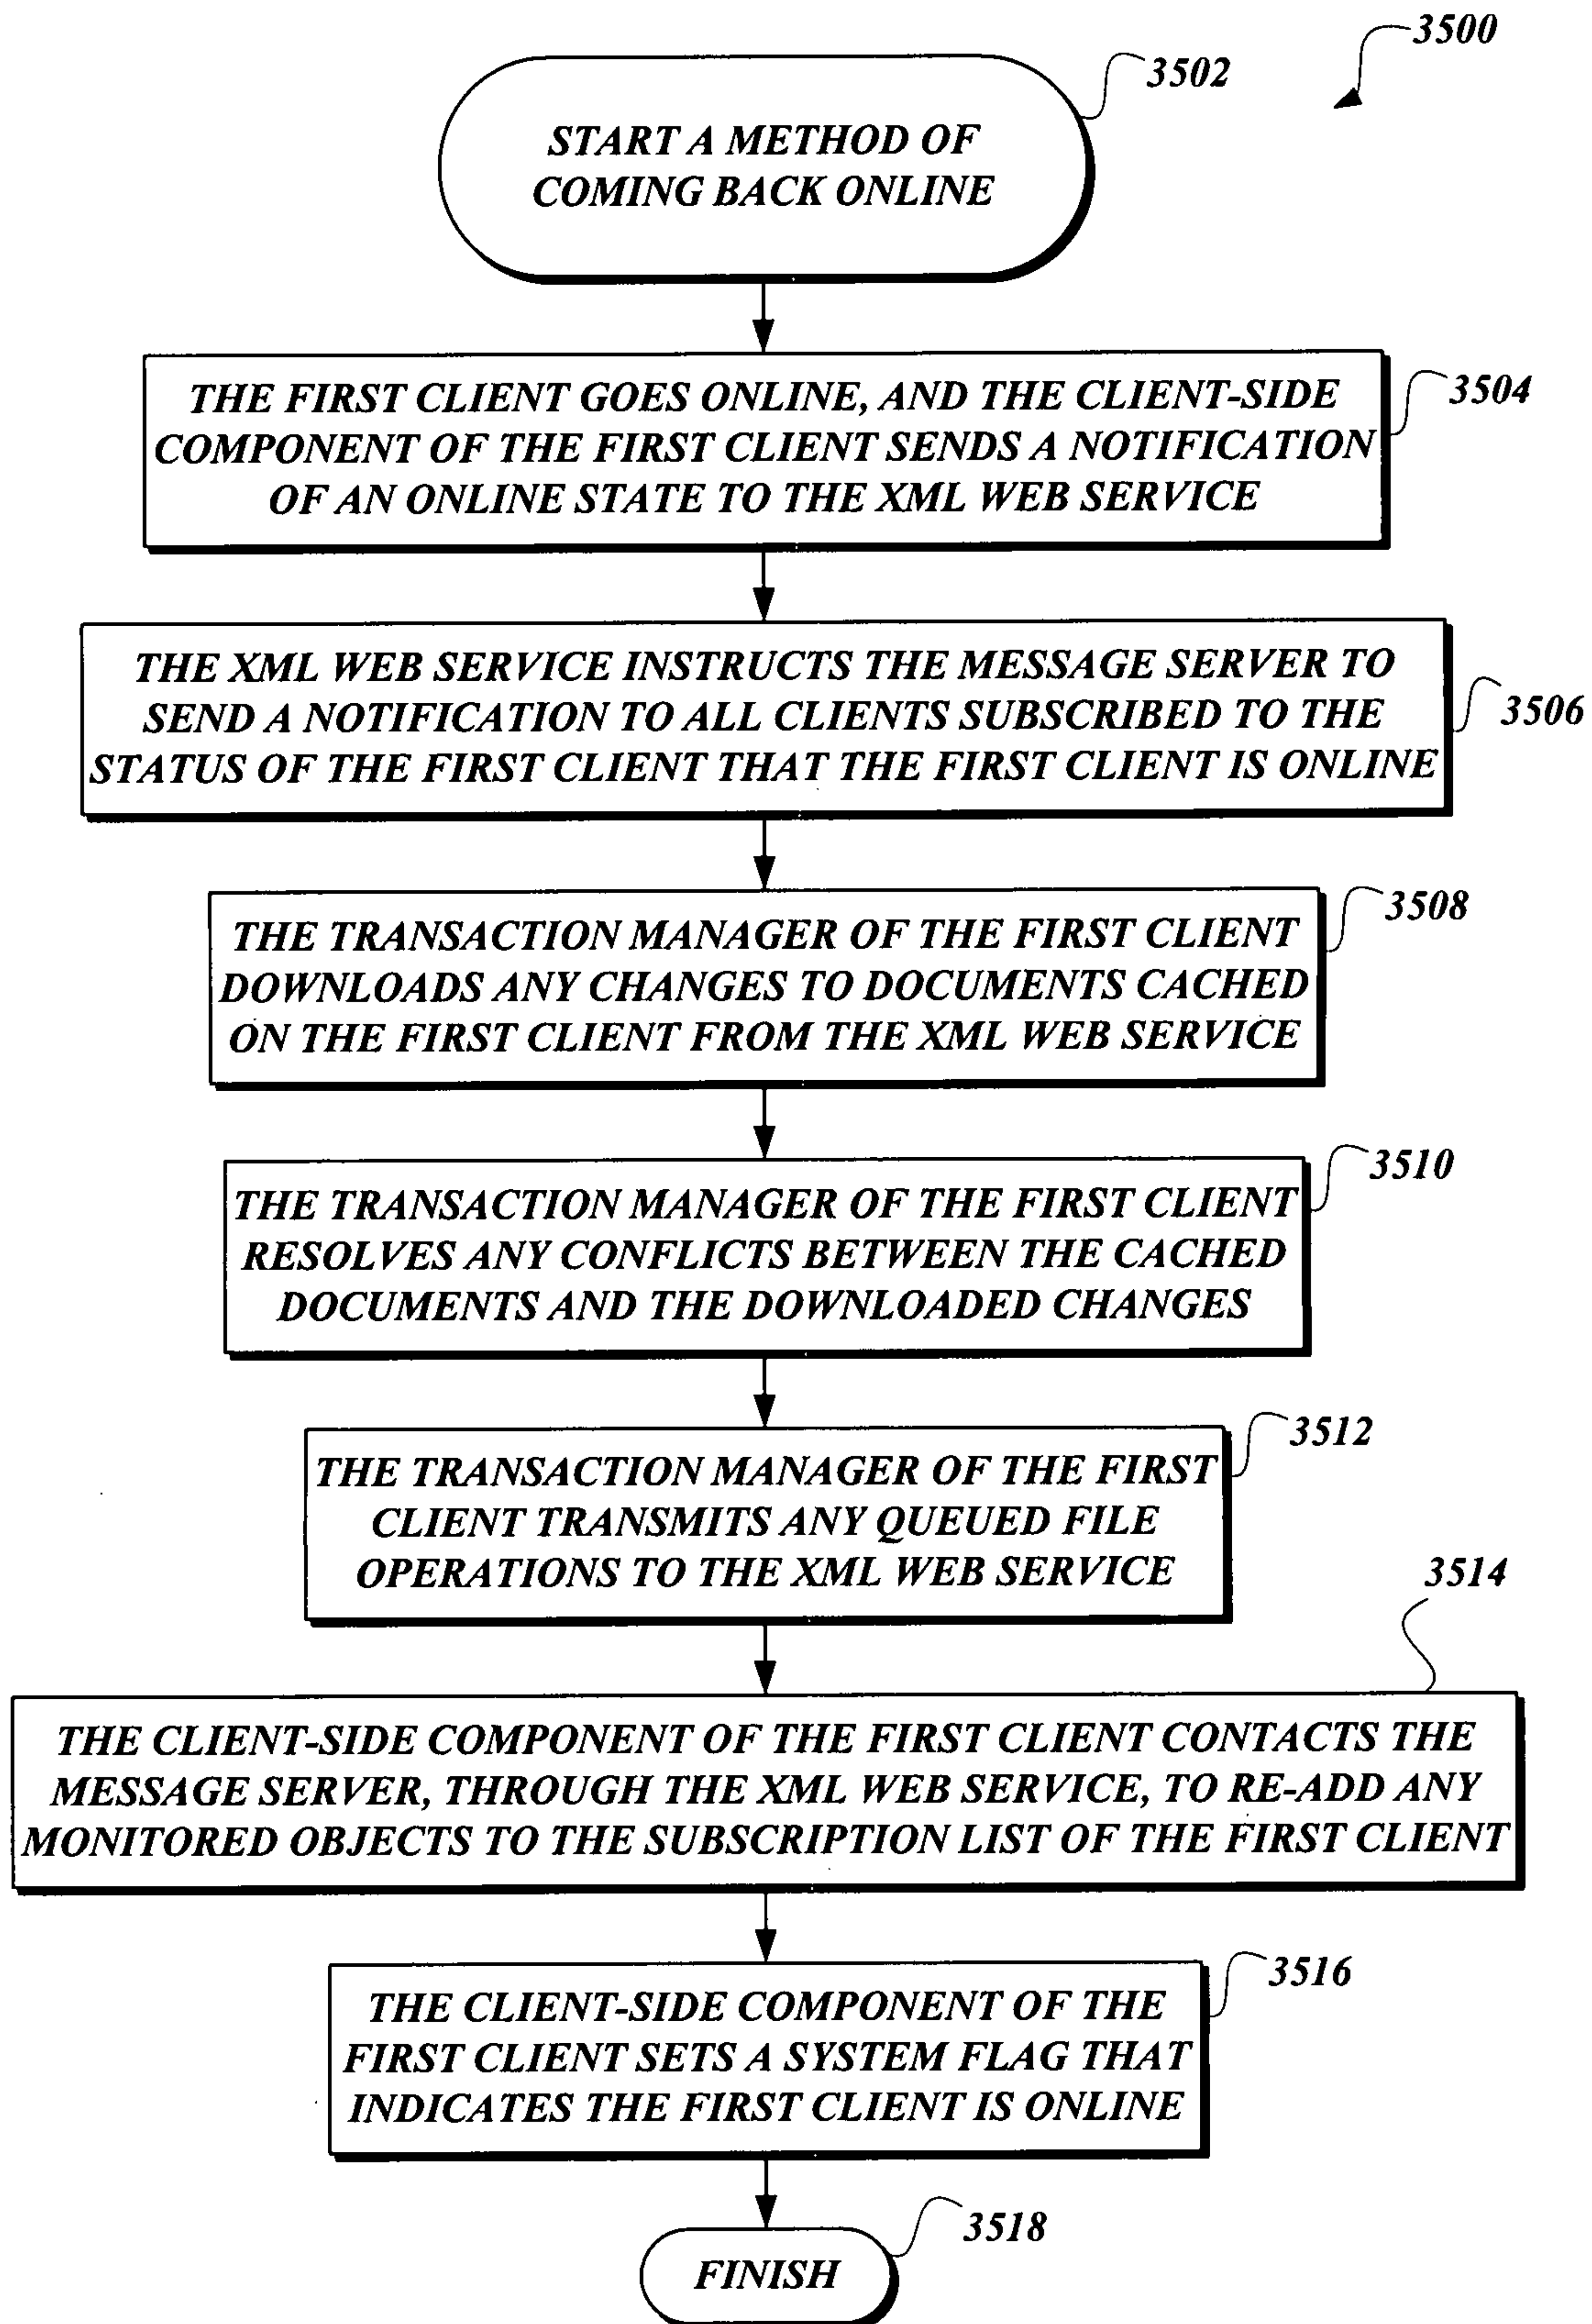 3500
3502
START A METHOD OF
COMING BACK ONLINE
3504
THE FIRST CLIENT GOES ONLINE, AND THE CLIENT-SIDE
COMPONENT OF THE FIRST CLIENT SENDS A NOTIFICATION
OF AN ONLINE STATE TO THE XML WEB SERVICE
3506
THE XML WEB SERVICE INSTRUCTS THE MESSAGE SERVER TO
SEND A NOTIFICATION TO ALL CLIENTS SUBSCRIBED TO THE
STATUS OF THE FIRST CLIENT THAT THE FIRST CLIENT IS ONLINE
3508
THE TRANSACTION MANAGER OF THE FIRST CLIENT
DOWNLOADS ANY CHANGES TO DOCUMENTS CACHED
ON THE FIRST CLIENT FROM THE XML WEB SERVICE
3510
THE TRANSACTION MANAGER OF THE FIRST CLIENT
RESOLVES ANY CONFLICTS BETWEEN THE CACHED
DOCUMENTS AND THE DOWNLOADED CHANGES
3512
THE TRANSACTION MANAGER OF THE FIRST
CLIENT TRANSMITS ANY QUEUED FILE
OPERATIONS TO THE XML WEB SERVICE
3514
THE CLIENT-SIDE COMPONENT OF THE FIRST CLIENT CONTACTS THE
MESSAGE SERVER, THROUGH THE XML WEB SERVICE, TO RE-ADD ANY
MONITORED OBJECTS TO THE SUBSCRIPTION LIST OF THE FIRST CLIENT
3516
THE CLIENT-SIDE COMPONENT OF THE
FIRST CLIENT SETS A SYSTEM FLAG THAT
INDICATES THE FIRST CLIENT IS ONLINE
3518
FINISH